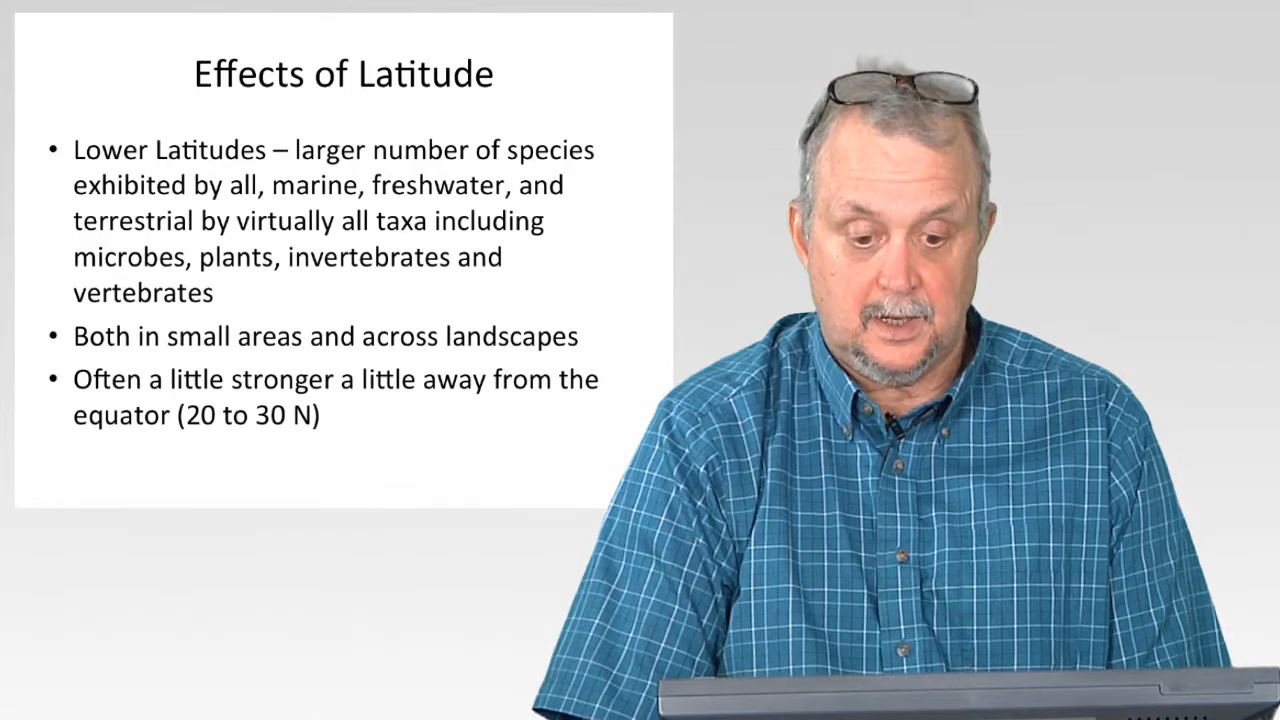 Effects of Latitude
• Lower Latitudes – larger number of species
exhibited by all, marine, freshwater, and
terrestrial by virtually all taxa including
microbes, plants, invertebrates and
vertebrates
• Both in small areas and across landscapes
• Often a little stronger a little away from the
equator (20 to 30 N)